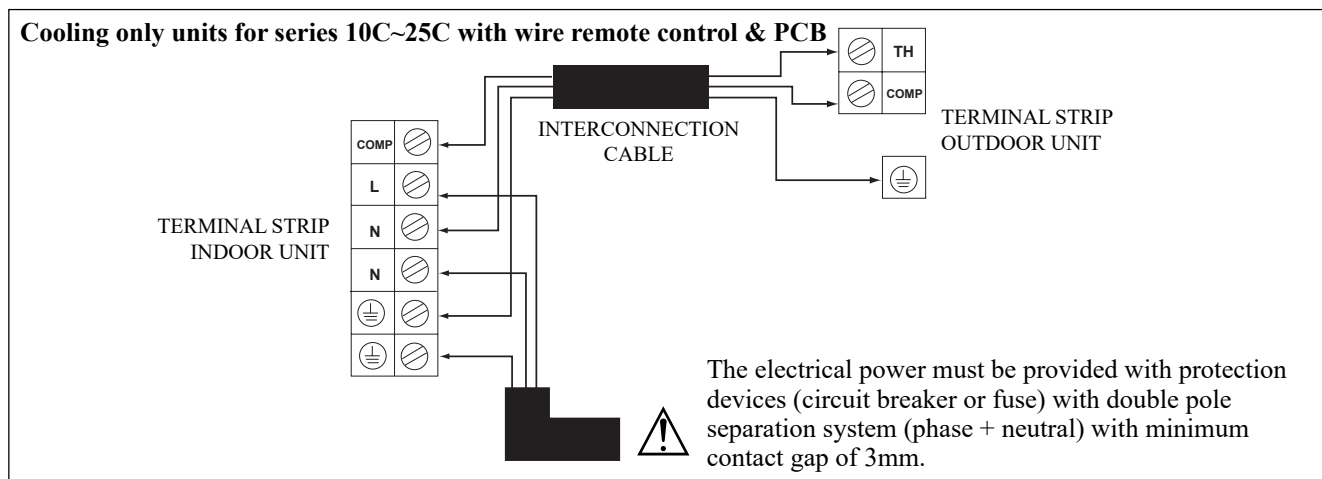 Cooling only units for series 10C~25C with wire remote control & PCB
TH
COMP
TERMINAL STRIP
OUTDOOR UNIT
INTERCONNECTION
CABLE
COMP
L
N
N
TERMINAL STRIP
INDOOR UNIT
The electrical power must be provided with protection
devices (circuit breaker or fuse) with double pole
separation system (phase + neutral) with minimum
contact gap of 3mm.